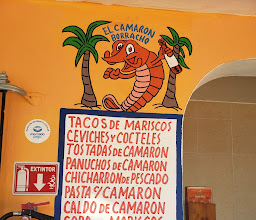 EL CAMARON
BORRACHO
TACOS DE MARISCOS
CEVICHES Y COCTELES
TOSTADAS DE CAMARON
PANUCHOS DE CAMARON
CHICHARRON DE PESCADO
PASTA Y CAMARON
CALDO DE CAMARON
EXTINTOR